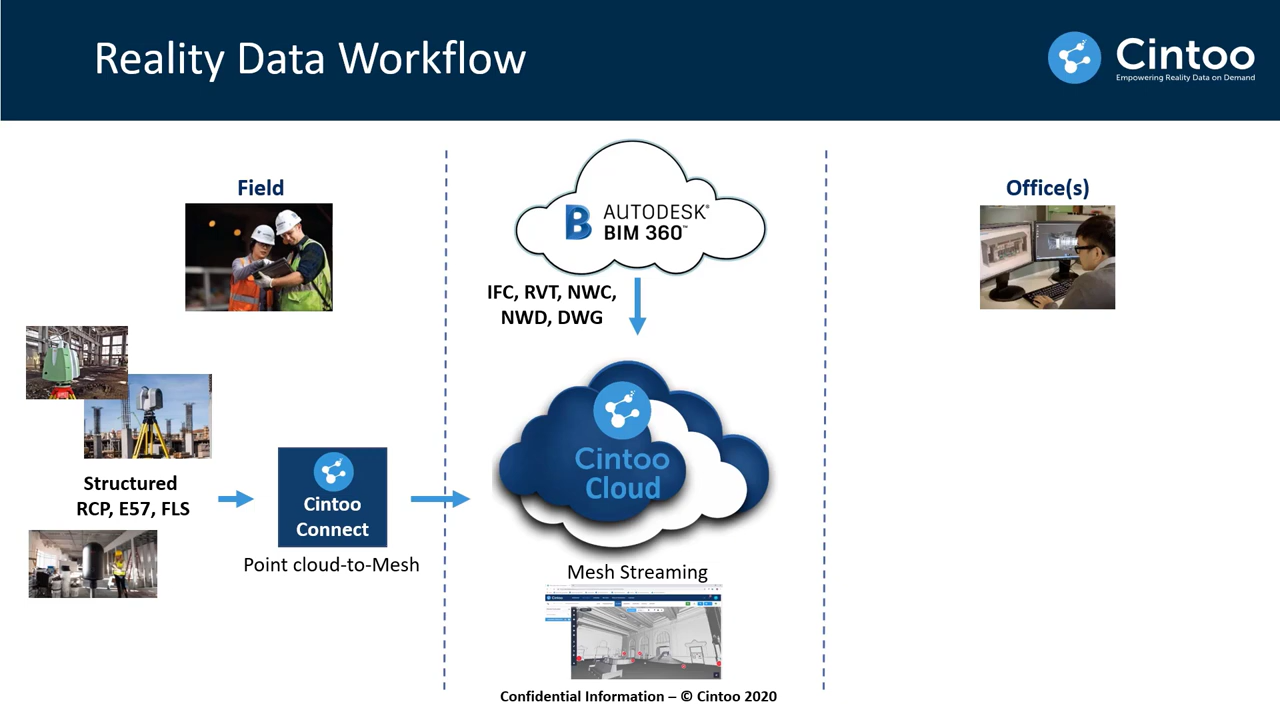 Reality Data Workflow
Cintoo
Empowering Reality Data on Demand
Field
AUTODESK®
BIM 360™
Office(s)
IFC, RVT, NWC,
NWD, DWG
Cintoo
Cloud
Structured
RCP, E57, FLS
Cintoo
Connect
Point cloud-to-Mesh
Mesh Streaming
Confidential Information – © Cintoo 2020